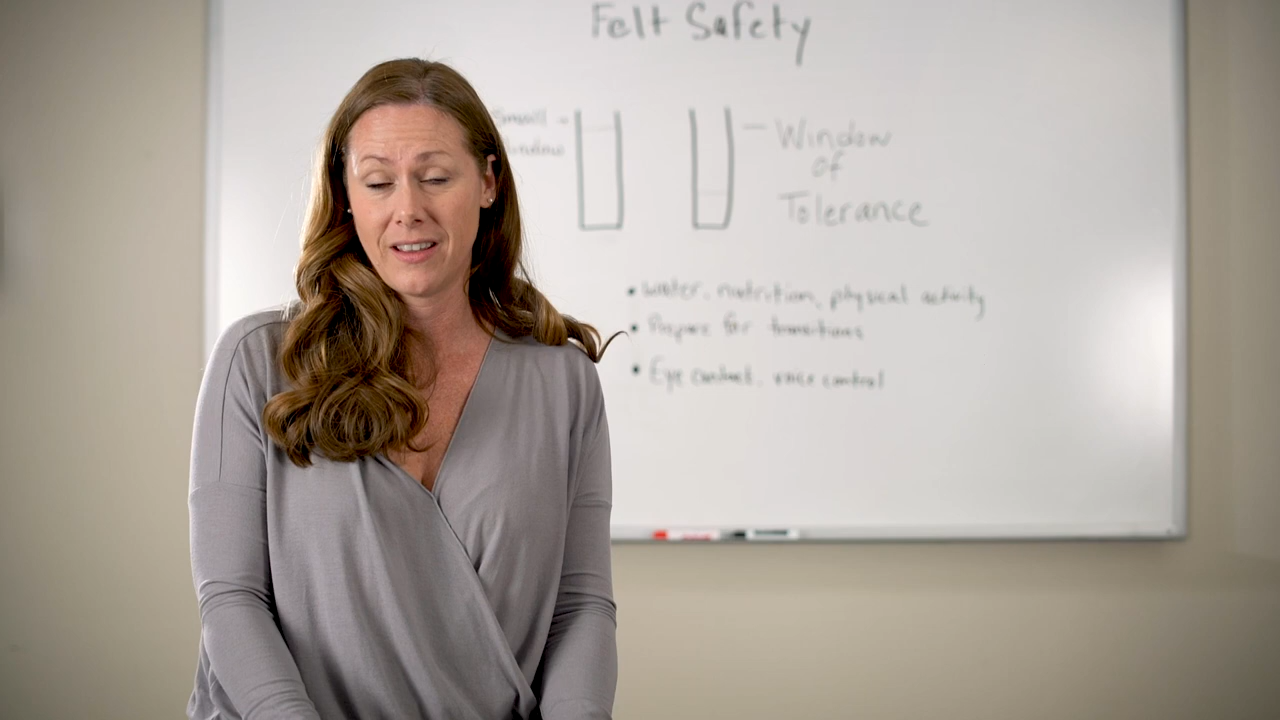 Felt Safety
Small
Window
Window
of
Tolerance
• water, nutrition, physical activity
• Prepare for transitions
• Eye contact, voice control